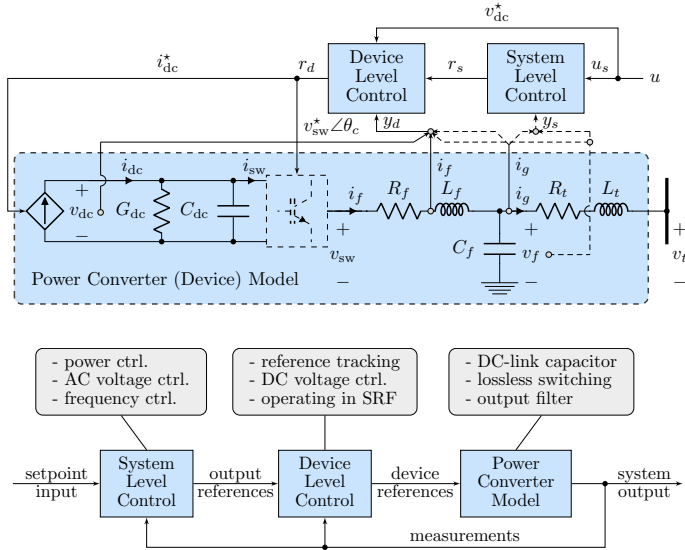 v⋆dc
i⋆dc
rd
Device
Level
Control
rs
System
Level
Control
us
u
v⋆sw∠θc
yd
ys
idc
isw
if
ig
+
vdc
−
Gdc
Cdc
if
Rf
Lf
ig
Rt
Lt
+
vsw
−
Cf
+
vf
−
+
vt
−
Power Converter (Device) Model
- power ctrl.
- AC voltage ctrl.
- frequency ctrl.
- reference tracking
- DC voltage ctrl.
- operating in SRF
- DC-link capacitor
- lossless switching
- output filter
setpoint
input
System
Level
Control
output
references
Device
Level
Control
device
references
Power
Converter
Model
system
output
measurements